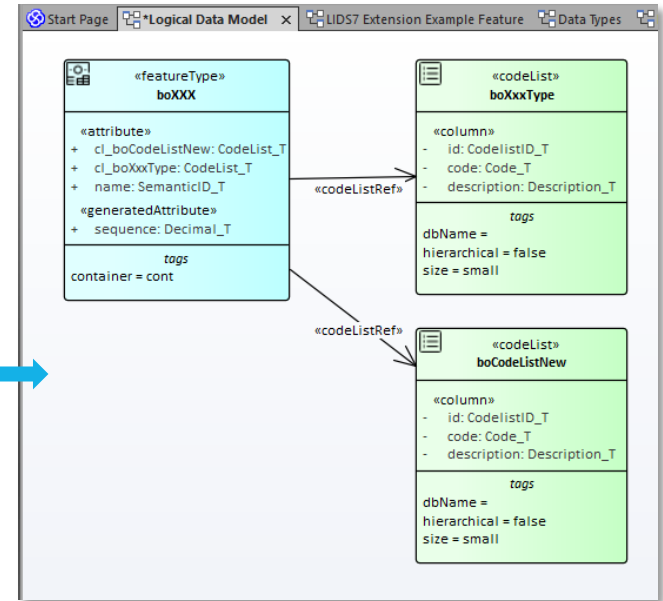 Start Page
*Logical Data Model x
LIDS7 Extension Example Feature
Data Types
«featureType»
boXXX
«attribute»
+ cl_boCodeListNew: CodeList_T
+ cl_boXxxType: CodeList_T
+ name: SemanticID_T
«generatedAttribute»
+ sequence: Decimal_T
tags
container = cont
«codeListRef»
«codeList»
boXxxType
«column»
- id: CodelistID_T
- code: Code_T
- description: Description_T
tags
dbName =
hierarchical = false
size = small
«codeListRef»
«codeList»
boCodeListNew
«column»
- id: CodelistID_T
- code: Code_T
- description: Description_T
tags
dbName =
hierarchical = false
size = small